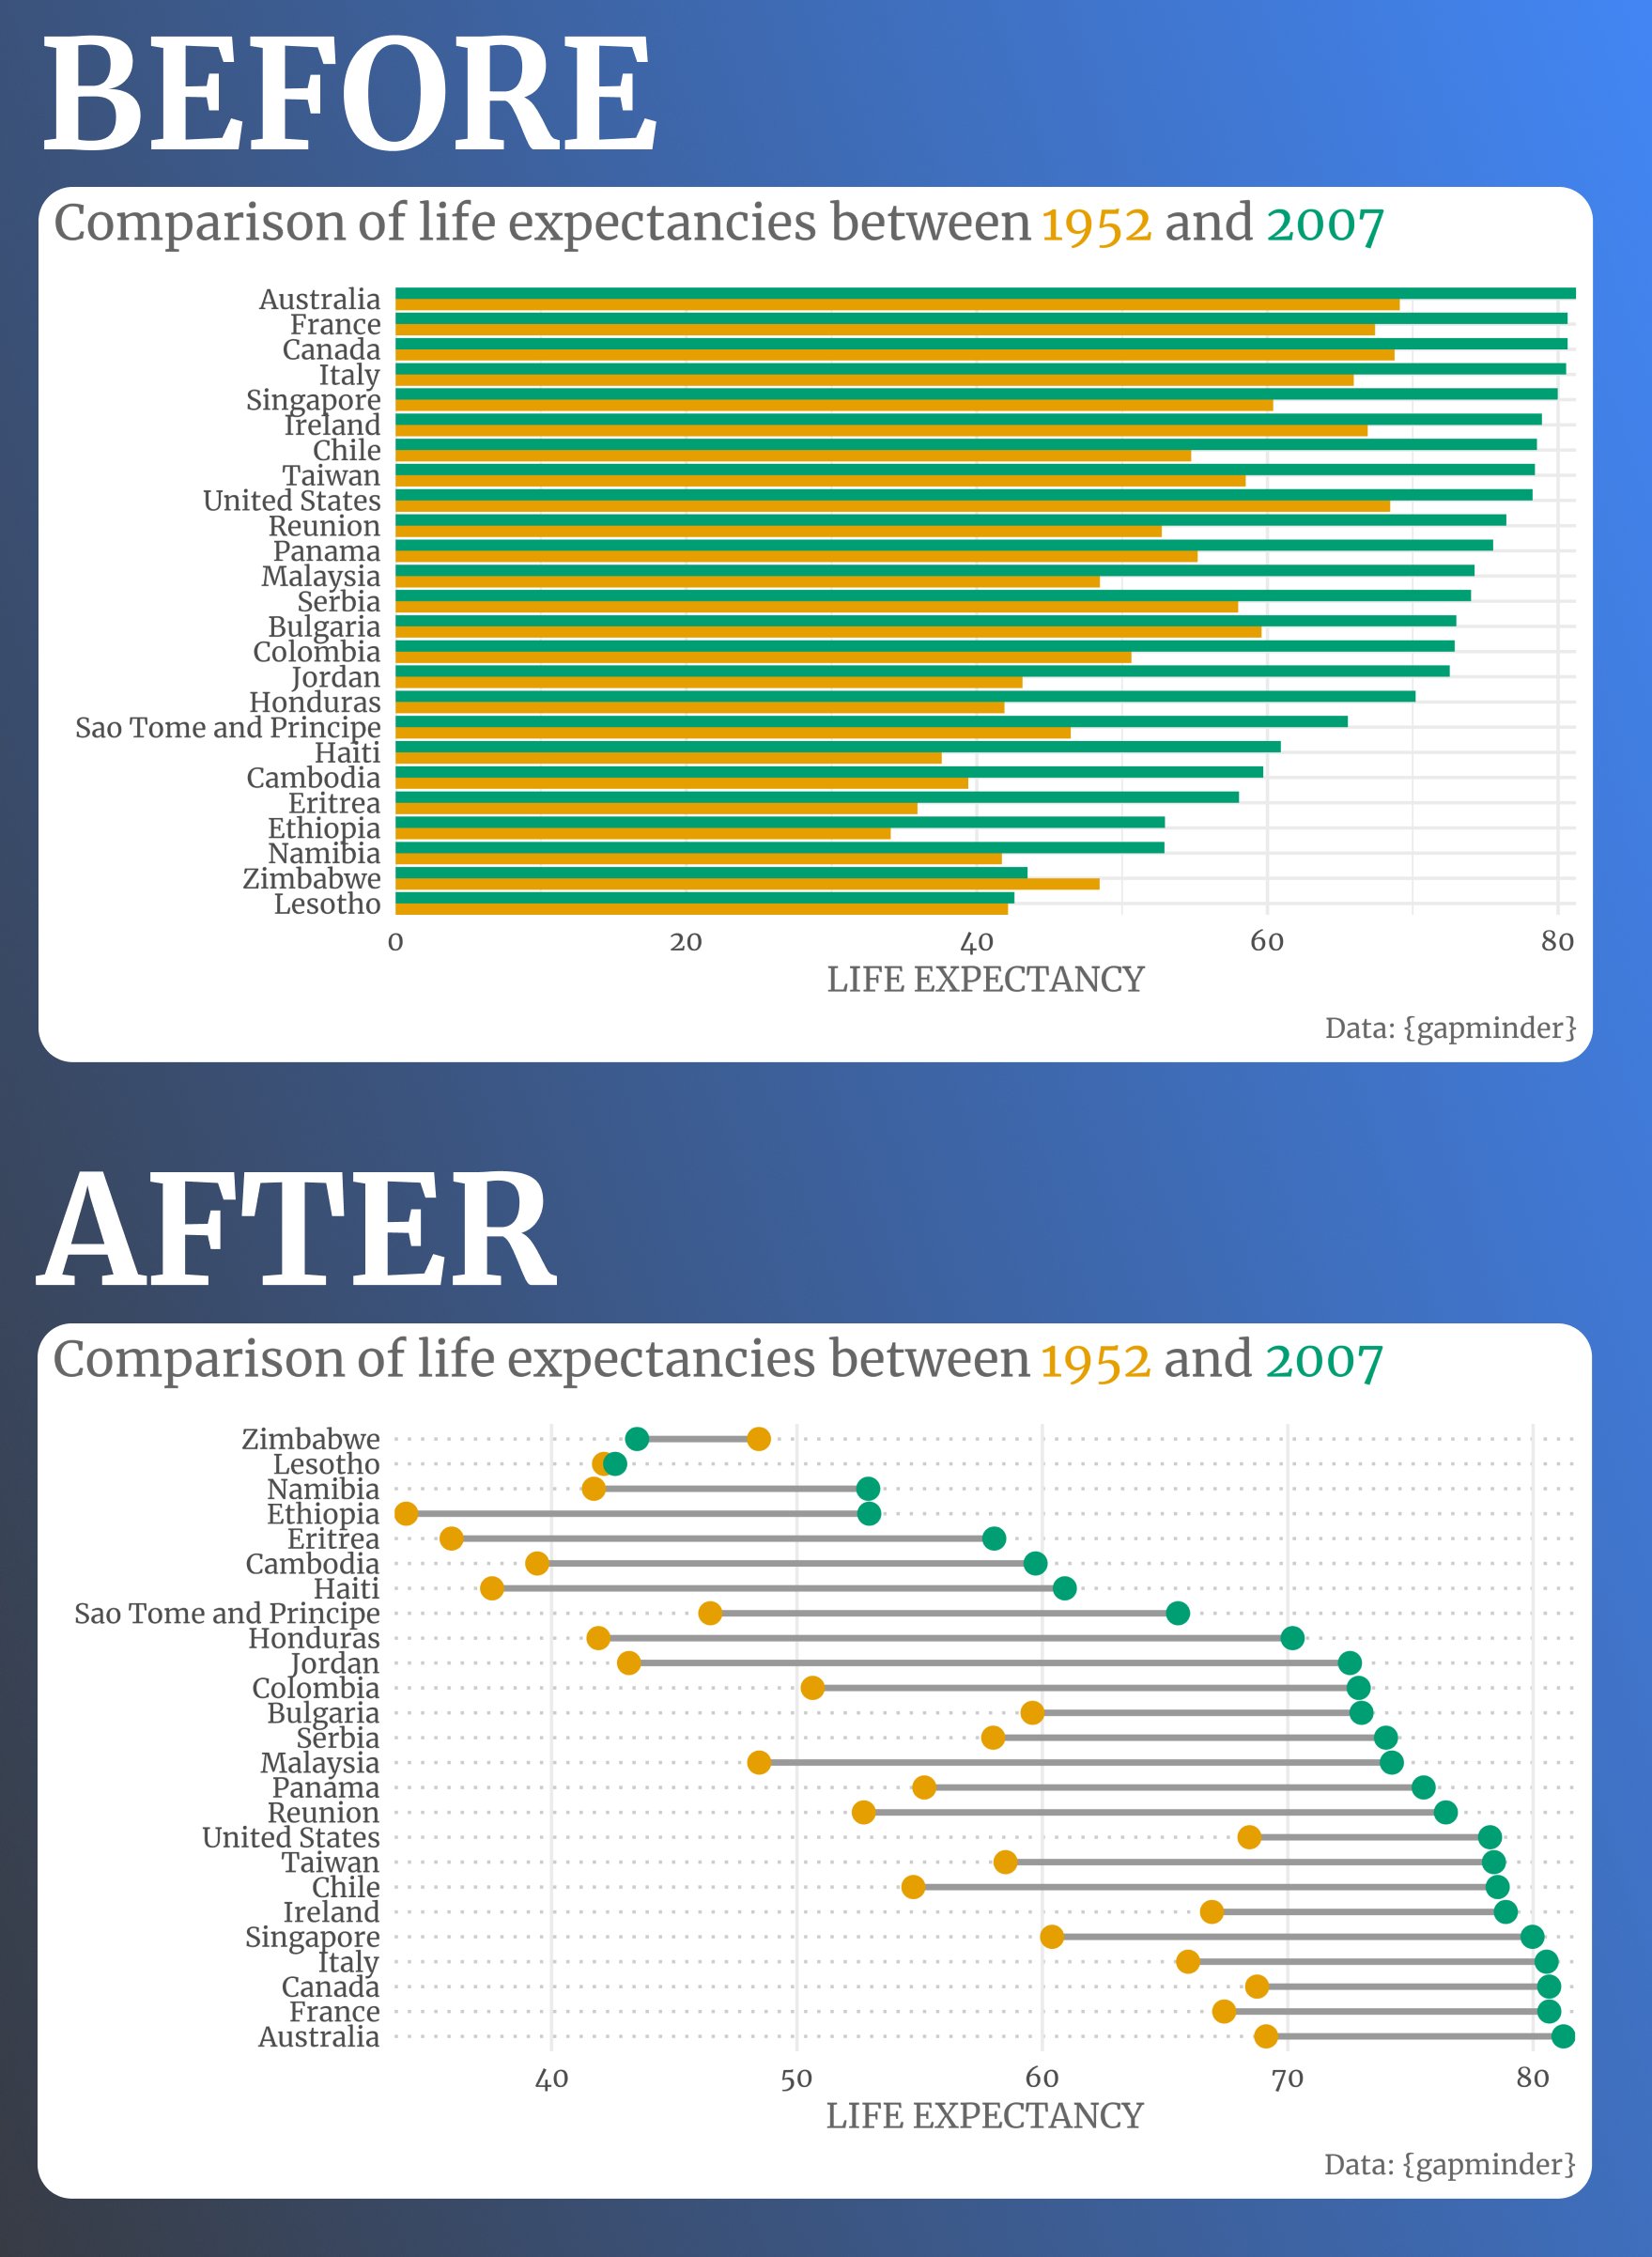 BEFORE
Comparison of life expectancies between 1952 and 2007
Australia
France
Canada
Italy
Singapore
Ireland
Chile
Taiwan
United States
Reunion
Panama
Malaysia
Serbia
Bulgaria
Colombia
Jordan
Honduras
Sao Tome and Principe
Haiti
Cambodia
Eritrea
Ethiopia
Namibia
Zimbabwe
Lesotho
0 20 40 60 80
LIFE EXPECTANCY
Data: {gapminder}
AFTER
Comparison of life expectancies between 1952 and 2007
Zimbabwe
Lesotho
Namibia
Ethiopia
Eritrea
Cambodia
Haiti
Sao Tome and Principe
Honduras
Jordan
Colombia
Bulgaria
Serbia
Malaysia
Panama
Reunion
United States
Taiwan
Chile
Ireland
Singapore
Italy
Canada
France
Australia
40 50 60 70 80
LIFE EXPECTANCY
Data: {gapminder}